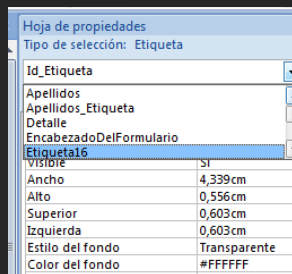 Hoja de propiedades
Tipo de selección: Etiqueta
Id_Etiqueta
Apellidos
Apellidos_Etiqueta
Detalle
EncabezadoDelFormulario
Etiqueta16
Visible Sí
Ancho 4,339cm
Alto 0,556cm
Superior 0,603cm
Izquierda 0,603cm
Estilo del fondo Transparente
Color del fondo #FFFFFF